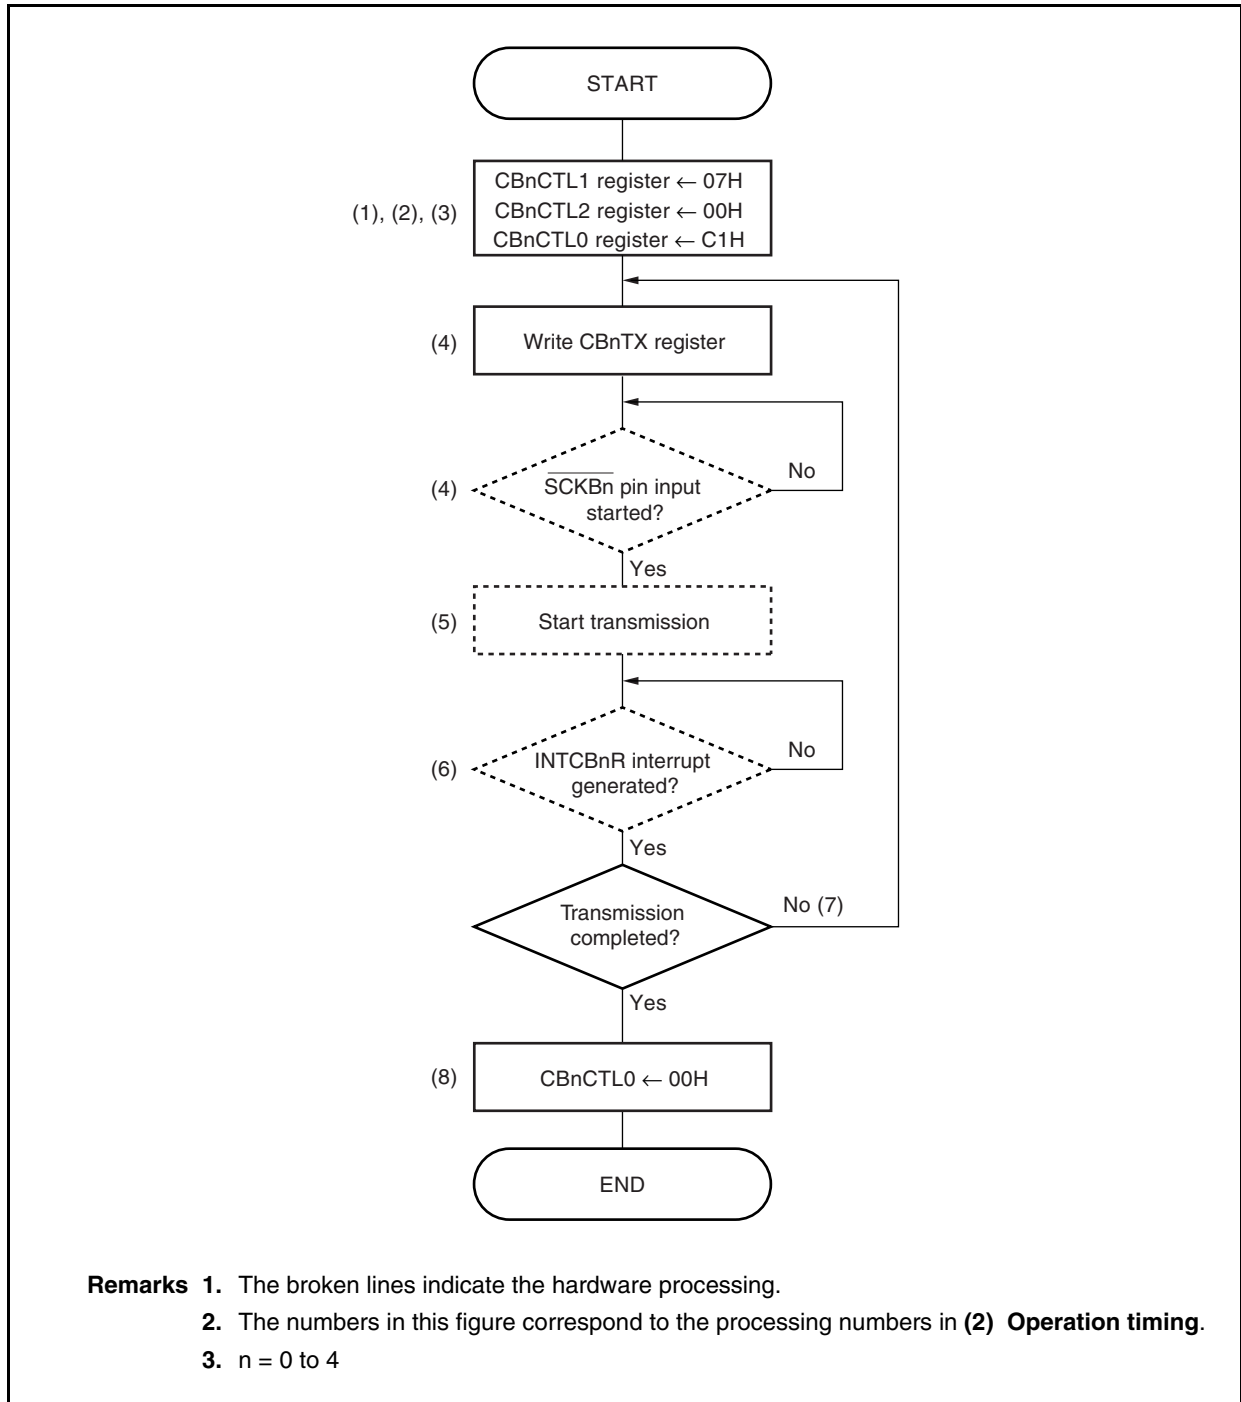 START
(1), (2), (3)
CBnCTL1 register ← 07H
CBnCTL2 register ← 00H
CBnCTL0 register ← C1H
(4)
Write CBnTX register
(4)
SCKBn pin input
started?
No
Yes
(5)
Start transmission
(6)
INTCBnR interrupt
generated?
No
Yes
Transmission
completed?
No (7)
Yes
(8)
CBnCTL0 ← 00H
END
Remarks 1. The broken lines indicate the hardware processing.
2. The numbers in this figure correspond to the processing numbers in (2) Operation timing.
3. n = 0 to 4